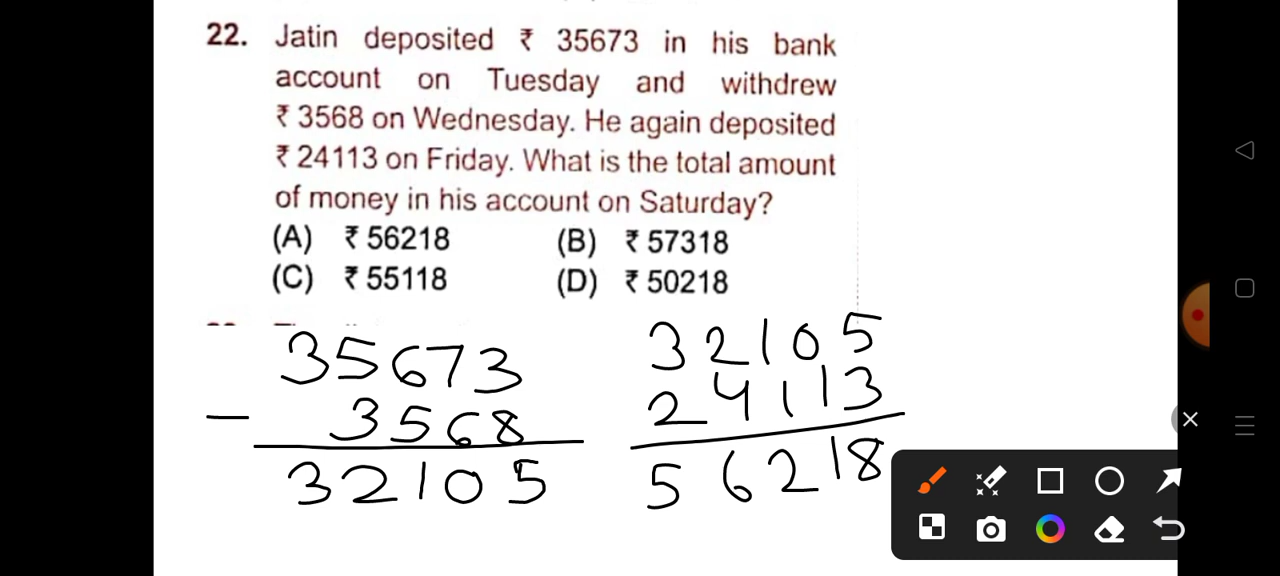 22. Jatin deposited ₹ 35673 in his bank
account on Tuesday and withdrew
₹ 3568 on Wednesday. He again deposited
₹ 24113 on Friday. What is the total amount
of money in his account on Saturday?
(A) ₹ 56218 (B) ₹ 57318
(C) ₹ 55118 (D) ₹ 50218
35673
- 3568
32105
32105
24113
56218